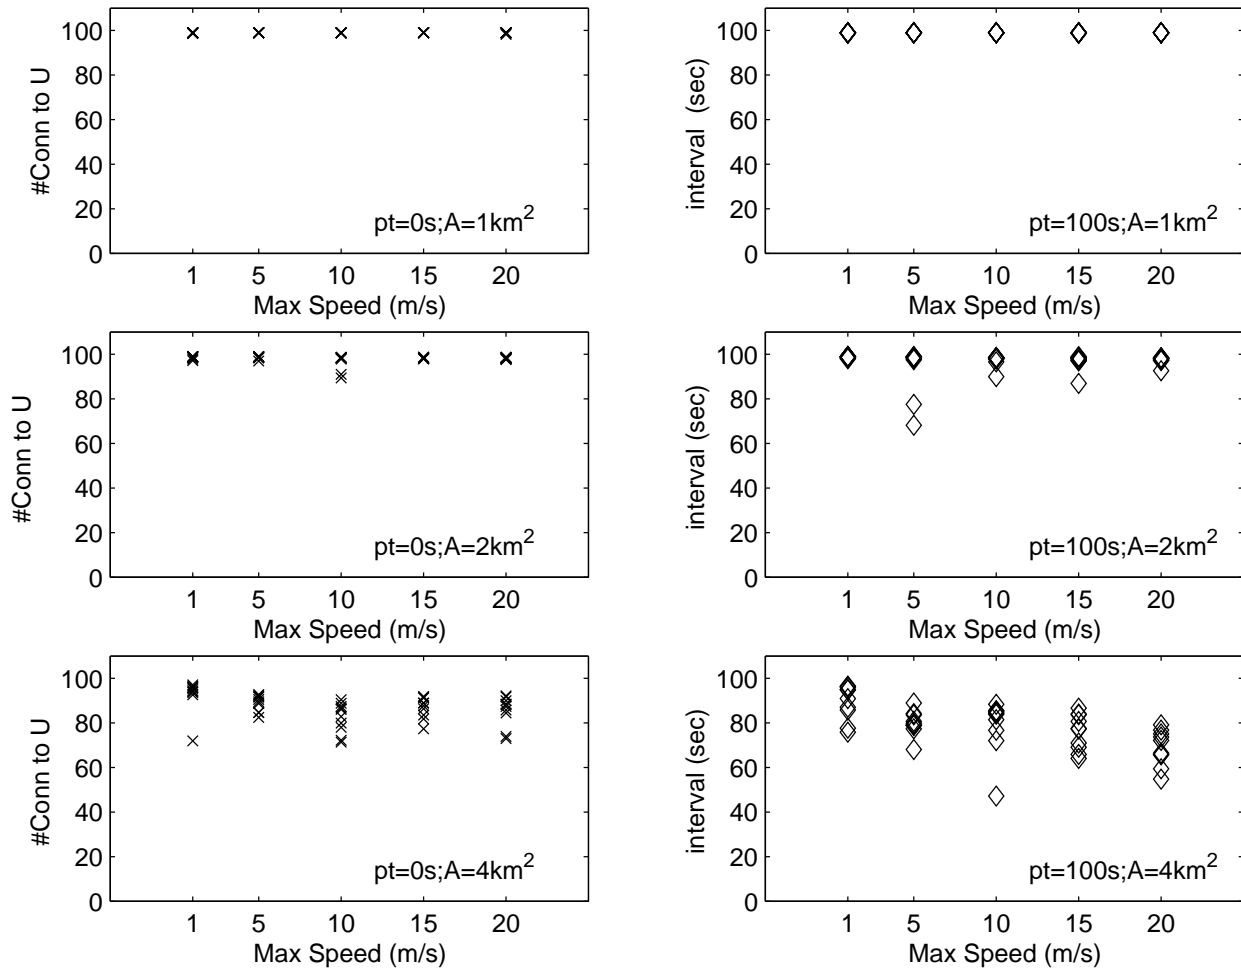 100
80
60
40
20
0
#Conn to U
pt=0s;A=1km²
1 5 10 15 20
Max Speed (m/s)
100
80
60
40
20
0
interval (sec)
pt=100s;A=1km²
1 5 10 15 20
Max Speed (m/s)
100
80
60
40
20
0
#Conn to U
pt=0s;A=2km²
1 5 10 15 20
Max Speed (m/s)
100
80
60
40
20
0
interval (sec)
pt=100s;A=2km²
1 5 10 15 20
Max Speed (m/s)
100
80
60
40
20
0
#Conn to U
pt=0s;A=4km²
1 5 10 15 20
Max Speed (m/s)
100
80
60
40
20
0
interval (sec)
pt=100s;A=4km²
1 5 10 15 20
Max Speed (m/s)